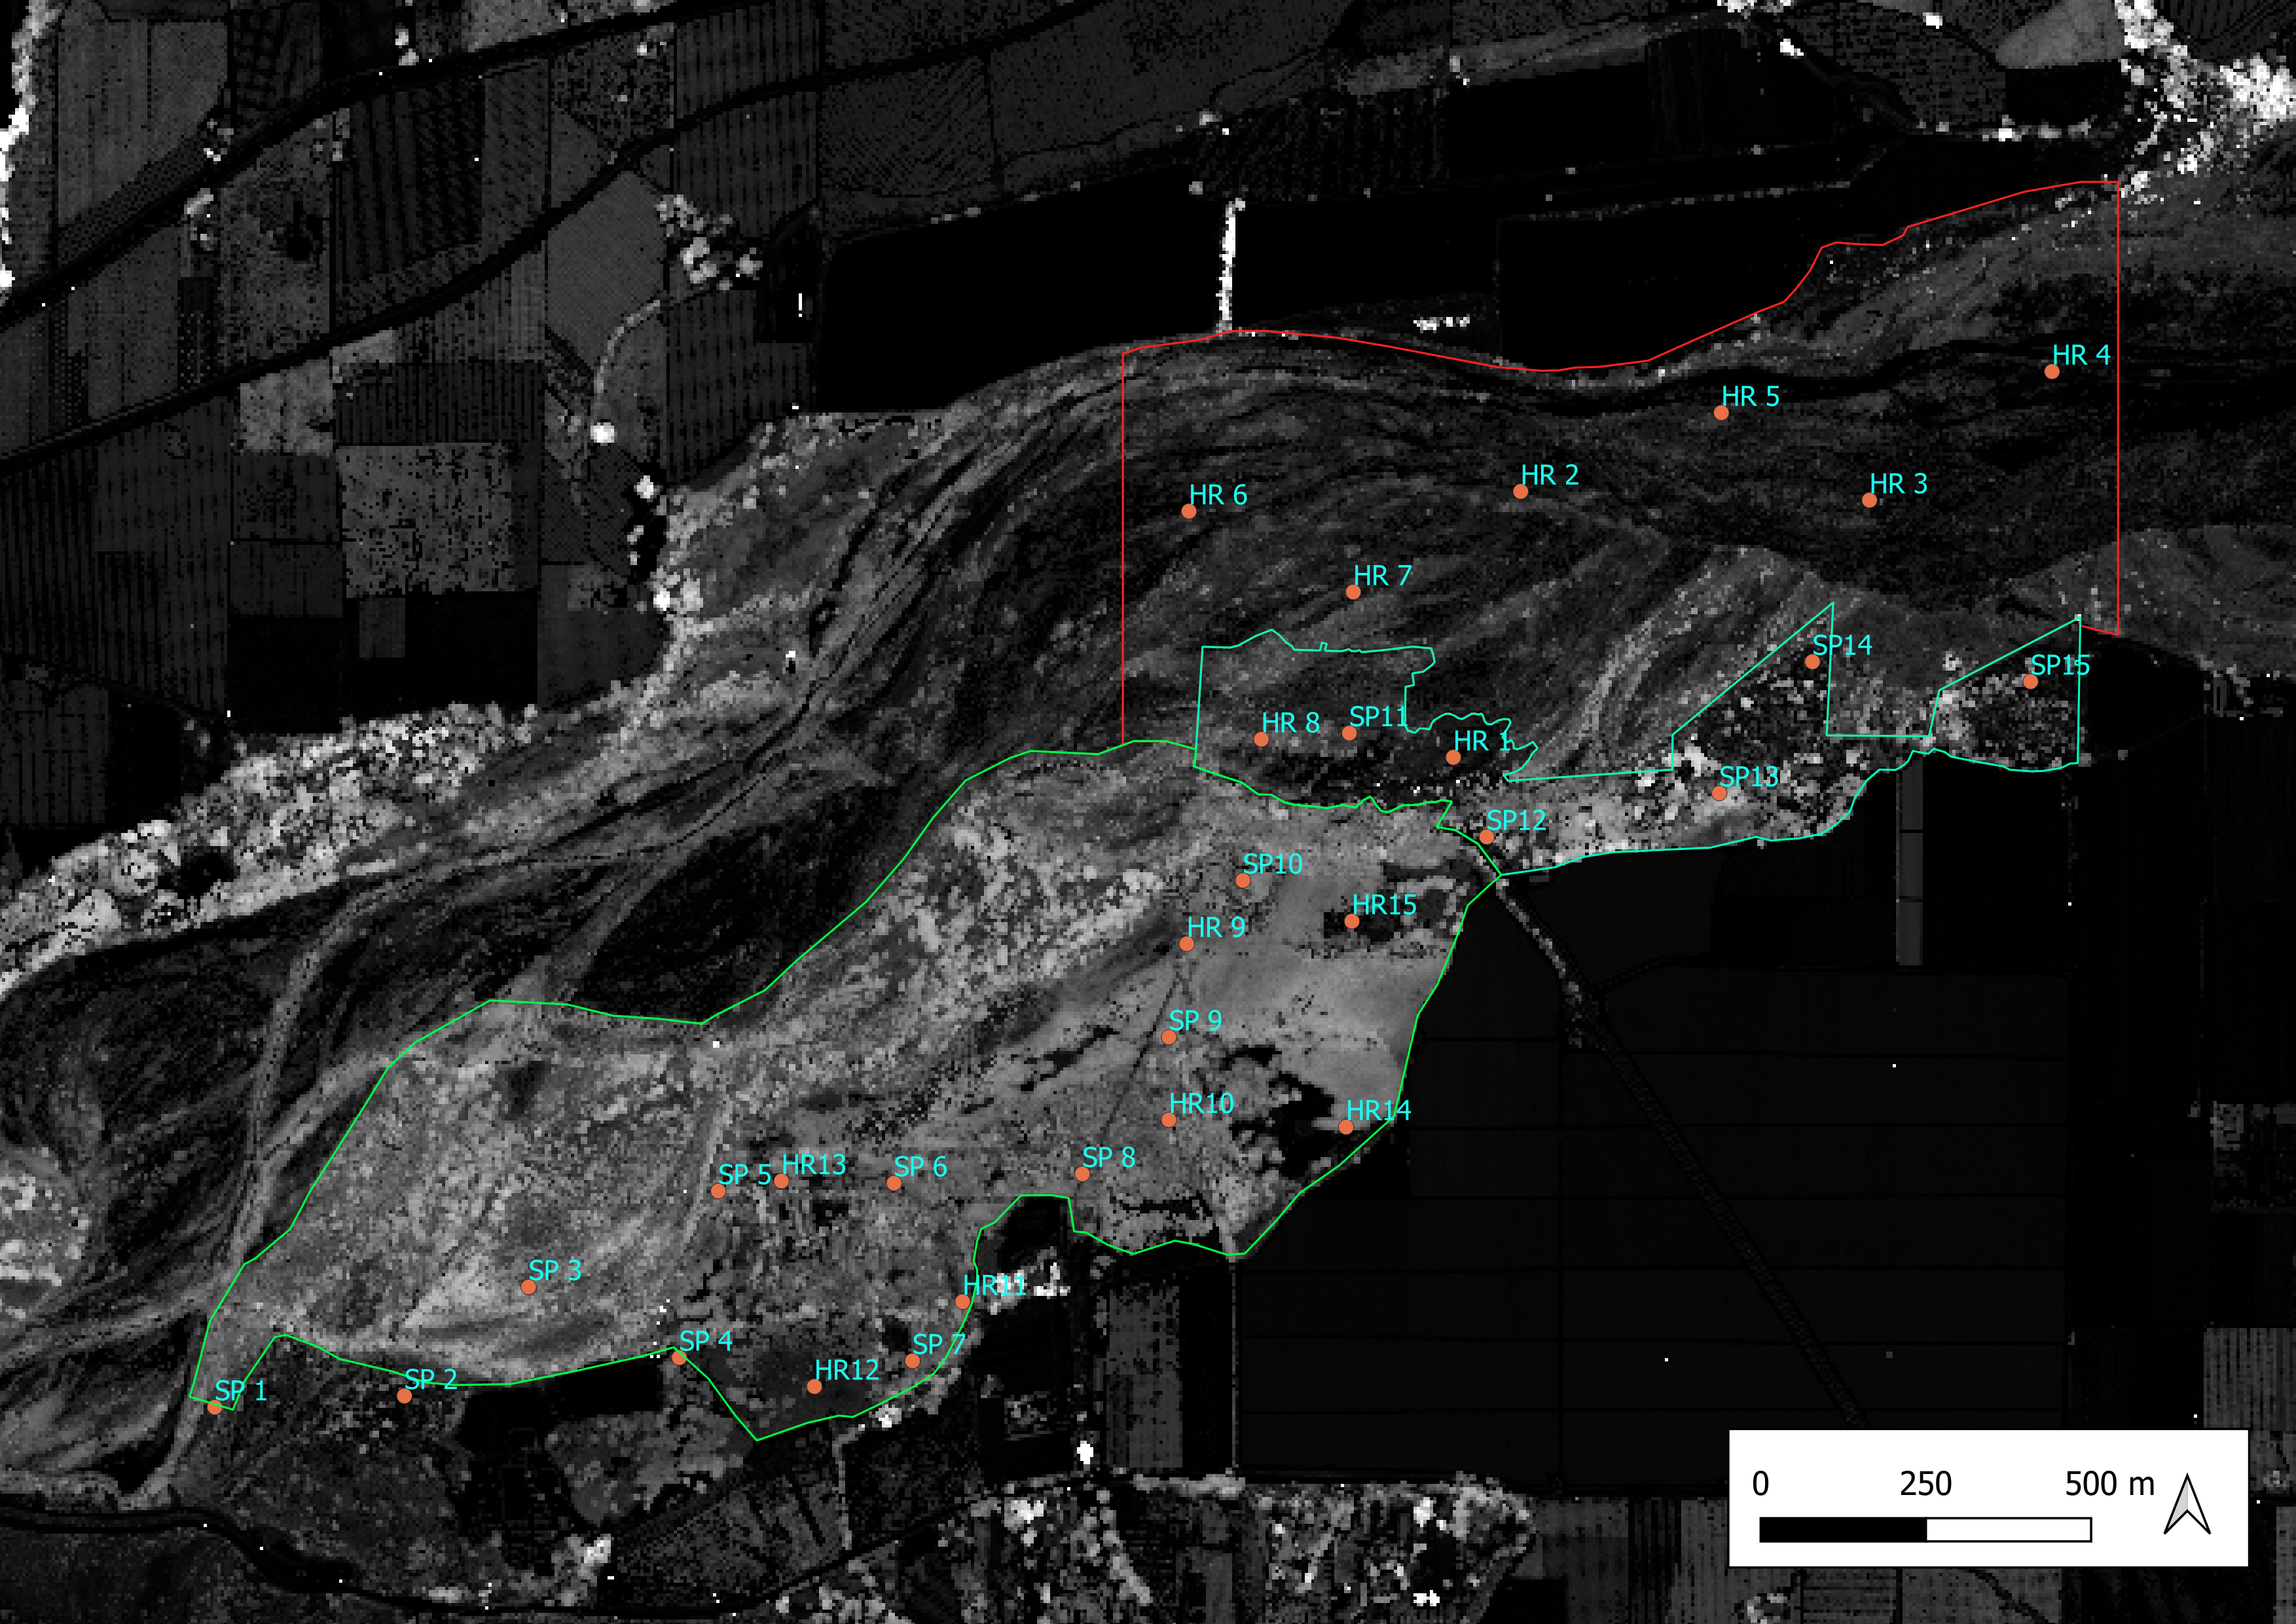 HR 4
HR 5
HR 2
HR 3
HR 6
HR 7
SP14
SP15
HR 8
SP11
HR 1
SP13
SP12
SP10
HR15
HR 9
SP 9
HR10
HR14
SP 8
SP 5
HR13
SP 6
SP 3
HR11
SP 4
SP 7
HR12
SP 2
SP 1
0 250 500 m